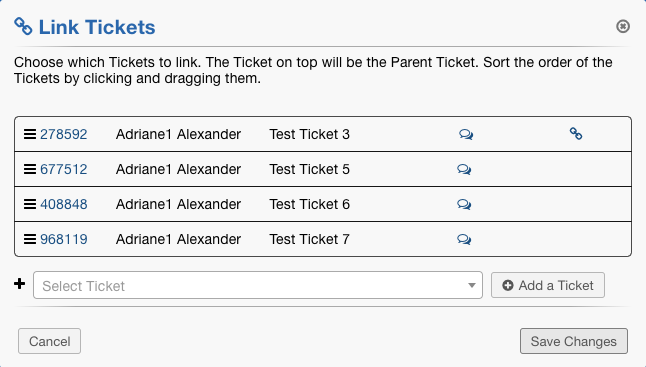 Link Tickets
Choose which Tickets to link. The Ticket on top will be the Parent Ticket. Sort the order of the
Tickets by clicking and dragging them.
278592 Adriane1 Alexander Test Ticket 3
677512 Adriane1 Alexander Test Ticket 5
408848 Adriane1 Alexander Test Ticket 6
968119 Adriane1 Alexander Test Ticket 7
Select Ticket Add a Ticket
Cancel Save Changes